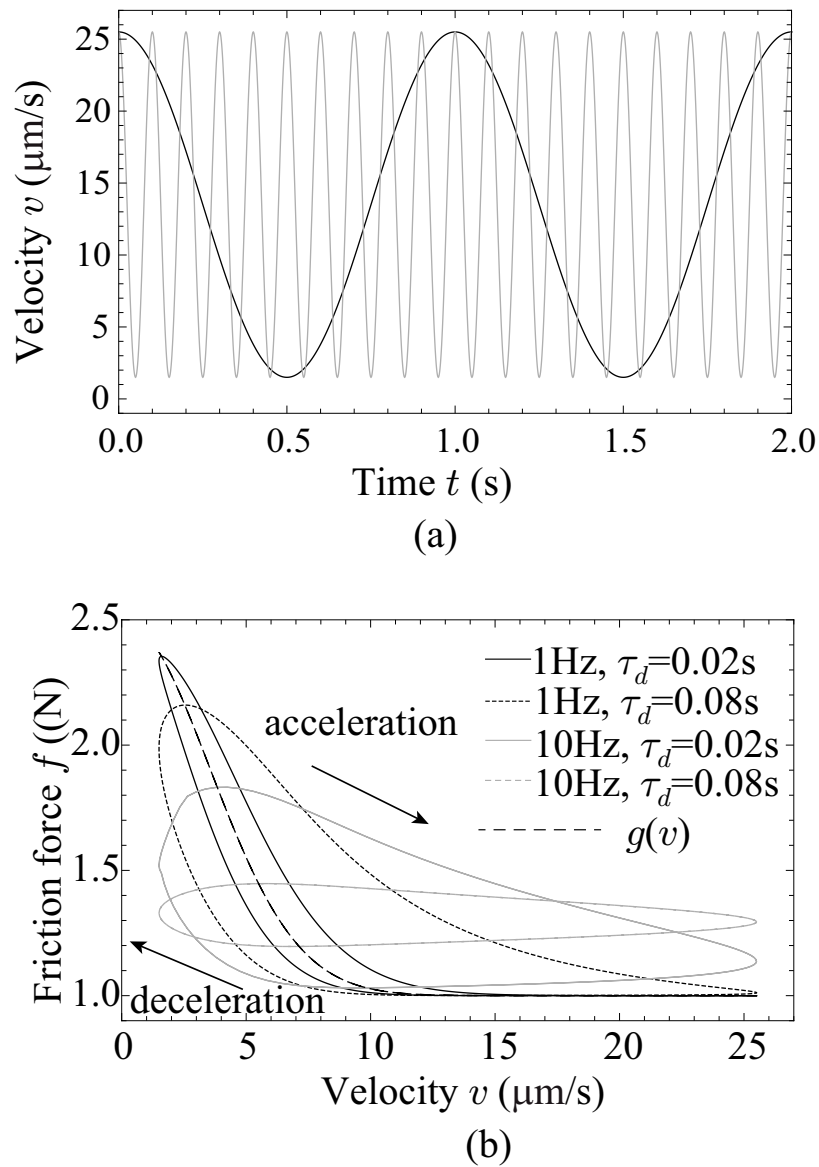 25
20
15
10
5
0
Velocity v (μm/s)
0.0 0.5 1.0 1.5 2.0
Time t (s)
(a)
2.5
2.0
1.5
1.0
Friction force f ((N)
1Hz, τd=0.02s
1Hz, τd=0.08s
10Hz, τd=0.02s
10Hz, τd=0.08s
g(v)
acceleration
deceleration
0 5 10 15 20 25
Velocity v (μm/s)
(b)